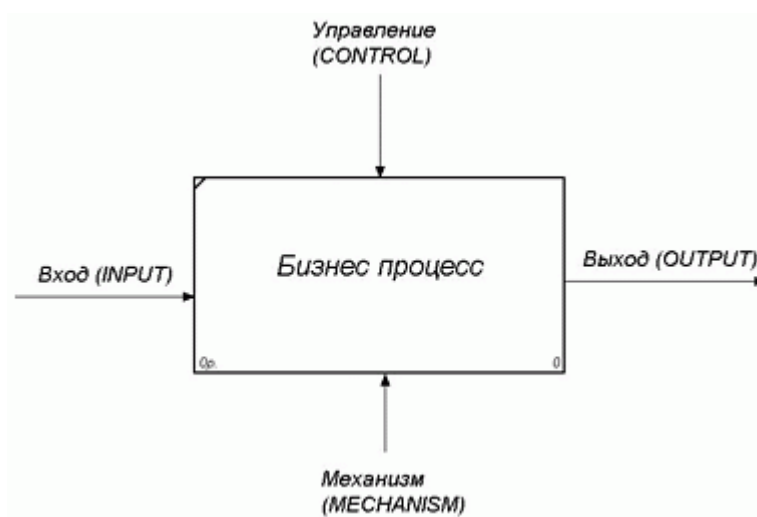 Управление
(CONTROL)
Вход (INPUT)
Бизнес процесс
Выход (OUTPUT)
0р.
0
Механизм
(MECHANISM)